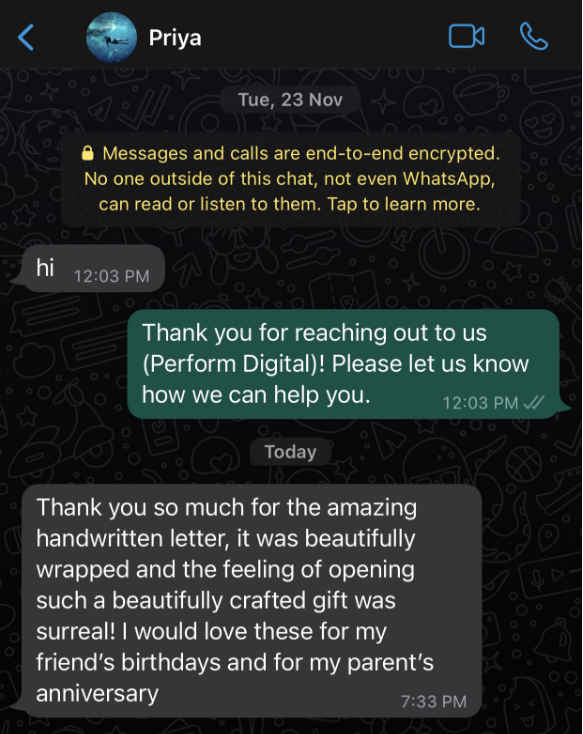 Priya
Tue, 23 Nov
Messages and calls are end-to-end encrypted.
No one outside of this chat, not even WhatsApp,
can read or listen to them. Tap to learn more.
hi 12:03 PM
Thank you for reaching out to us
(Perform Digital)! Please let us know
how we can help you. 12:03 PM
Today
Thank you so much for the amazing
handwritten letter, it was beautifully
wrapped and the feeling of opening
such a beautifully crafted gift was
surreal! I would love these for my
friend's birthdays and for my parent's
anniversary 7:33 PM